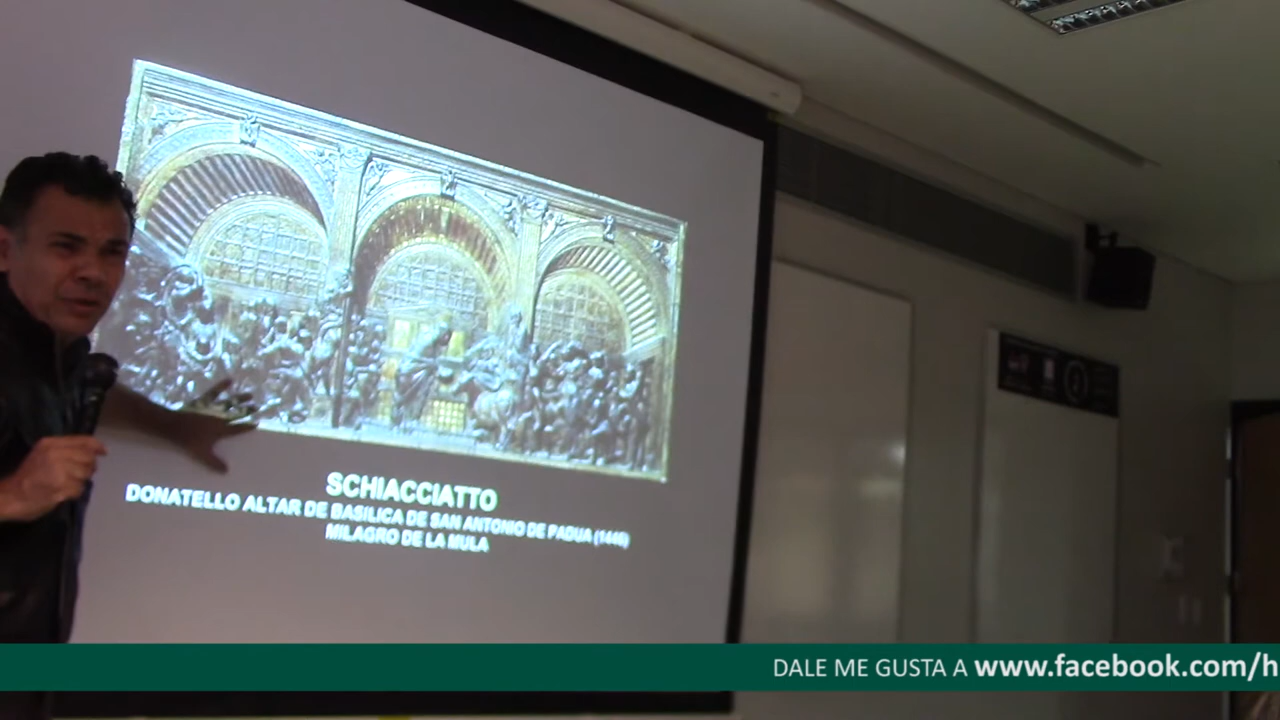 SCHIACCIATTO
DONATELLO ALTAR DE BASILICA DE SAN ANTONIO DE PADUA (1446)
MILAGRO DE LA MULA
DALE ME GUSTA A www.facebook.com/h